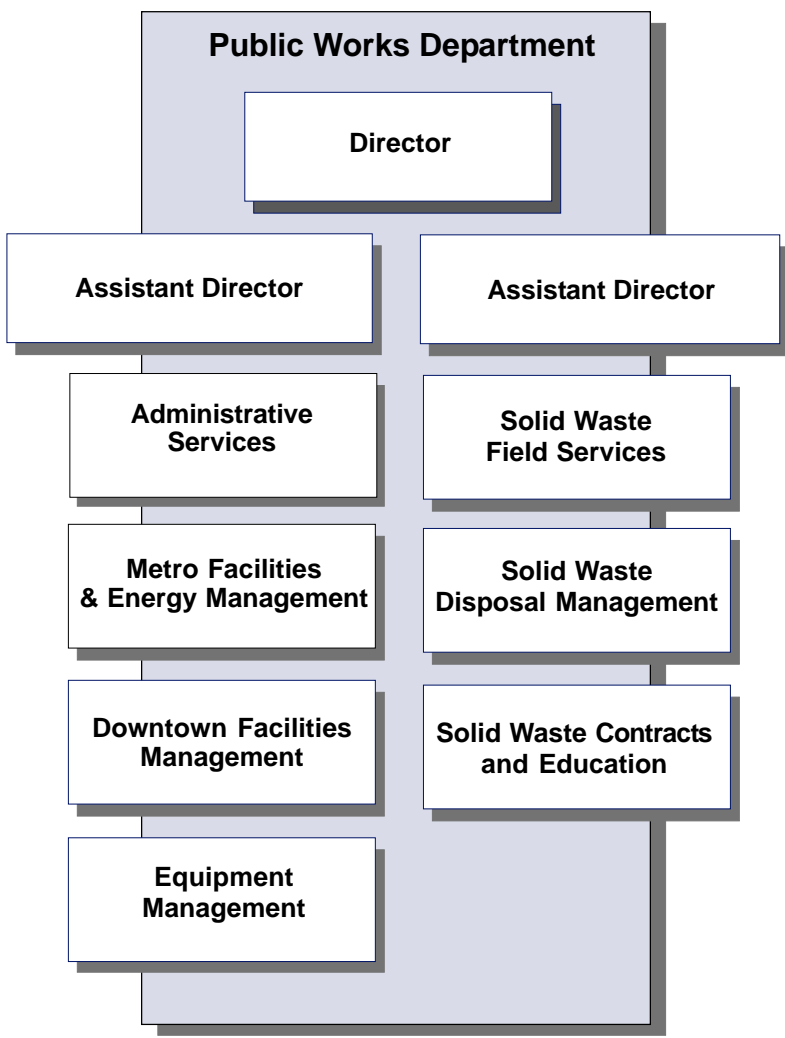 Public Works Department
Director
Assistant Director
Assistant Director
Administrative
Services
Solid Waste
Field Services
Metro Facilities
& Energy Management
Solid Waste
Disposal Management
Downtown Facilities
Management
Solid Waste Contracts
and Education
Equipment
Management